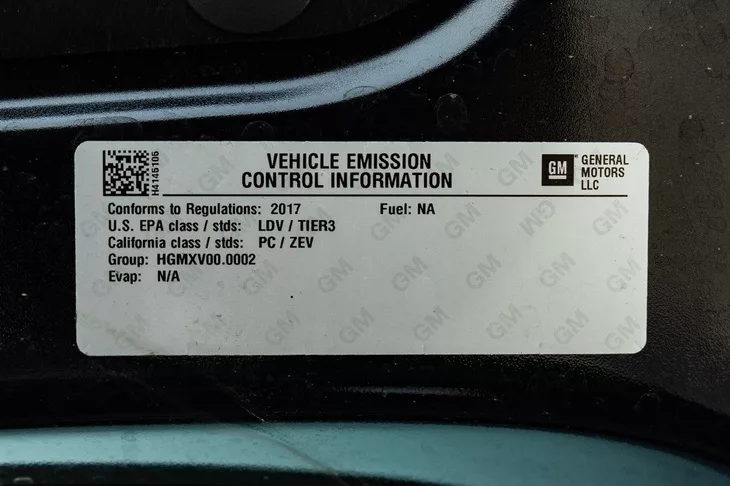 VEHICLE EMISSION
CONTROL INFORMATION
H4145105
GM
GENERAL
MOTORS
LLC
Conforms to Regulations: 2017 Fuel: NA
U.S. EPA class / stds: LDV / TIER3
California class / stds: PC / ZEV
Group: HGMXV00.0002
Evap: N/A